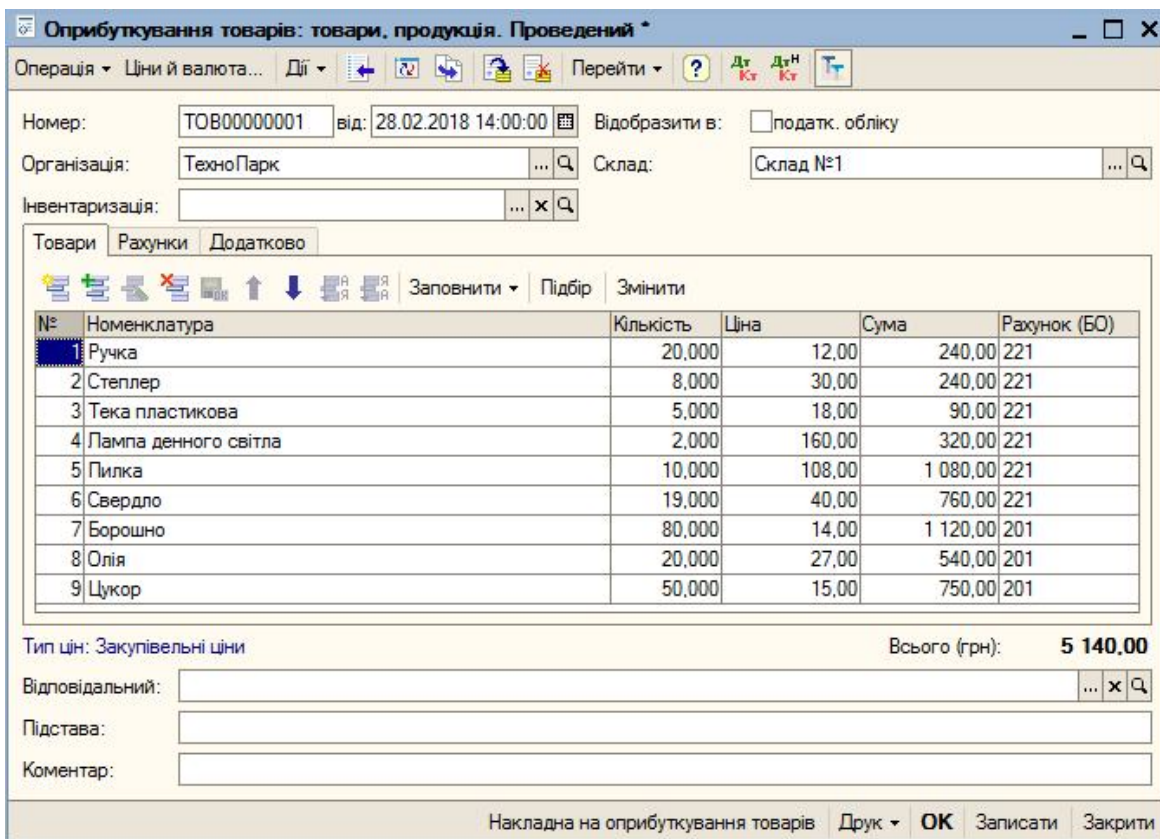 Оприбуткування товарів: товари, продукція. Проведений *
Операція Ціни й валюта... Дії Перейти ? Дт Кт Дт Н Кт Тт
Номер: ТОВ00000001 від: 28.02.2018 14:00:00 Відобразити в: податк. обліку
Організація: ТехноПарк ... Склад: Склад №1 ...
Інвентаризація: ... x
Товари Рахунки Додатково
Заповнити Підбір Змінити
№ Номенклатура Кількість Ціна Сума Рахунок (БО)
1 Ручка 20,000 12,00 240,00 221
2 Степлер 8,000 30,00 240,00 221
3 Тека пластикова 5,000 18,00 90,00 221
4 Лампа денного світла 2,000 160,00 320,00 221
5 Пилка 10,000 108,00 1 080,00 221
6 Свердло 19,000 40,00 760,00 221
7 Борошно 80,000 14,00 1 120,00 201
8 Олія 20,000 27,00 540,00 201
9 Цукор 50,000 15,00 750,00 201
Тип цін: Закупівельні ціни Всього (грн): 5 140,00
Відповідальний: ... x
Підстава:
Коментар:
Накладна на оприбуткування товарів Друк OK Записати Закрити